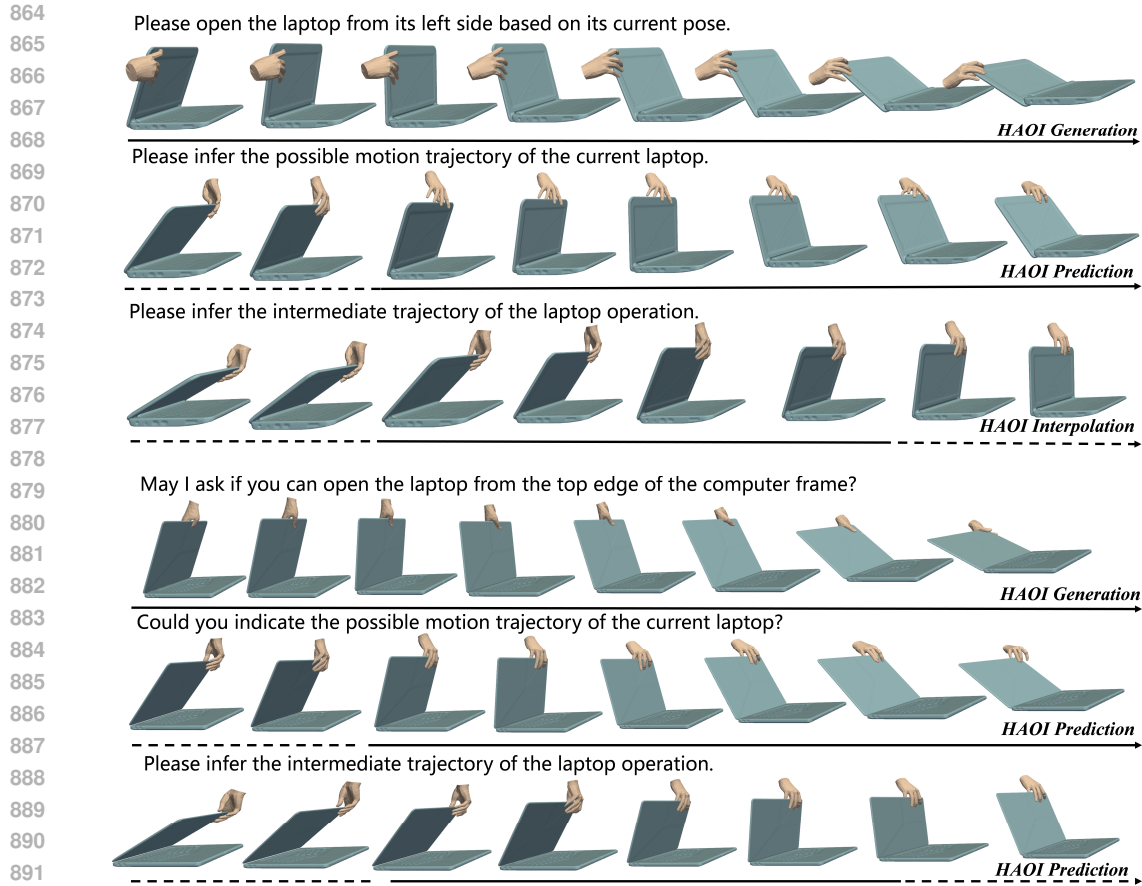 864
Please open the laptop from its left side based on its current pose.
865
866
867
HAOI Generation
868
Please infer the possible motion trajectory of the current laptop.
869
870
871
872
HAOI Prediction
873
Please infer the intermediate trajectory of the laptop operation.
874
875
876
877
HAOI Interpolation
878
879
May I ask if you can open the laptop from the top edge of the computer frame?
880
881
882
HAOI Generation
883
Could you indicate the possible motion trajectory of the current laptop?
884
885
886
HAOI Prediction
887
Please infer the intermediate trajectory of the laptop operation.
888
889
890
891
HAOI Prediction